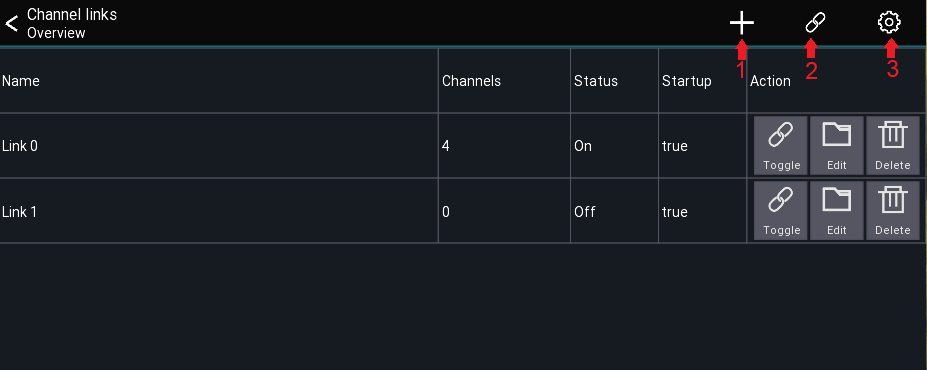 Channel links
Overview
1 2 3
Name Channels Status Startup Action
Link 0 4 On true
Toggle Edit Delete
Link 1 0 Off true
Toggle Edit Delete